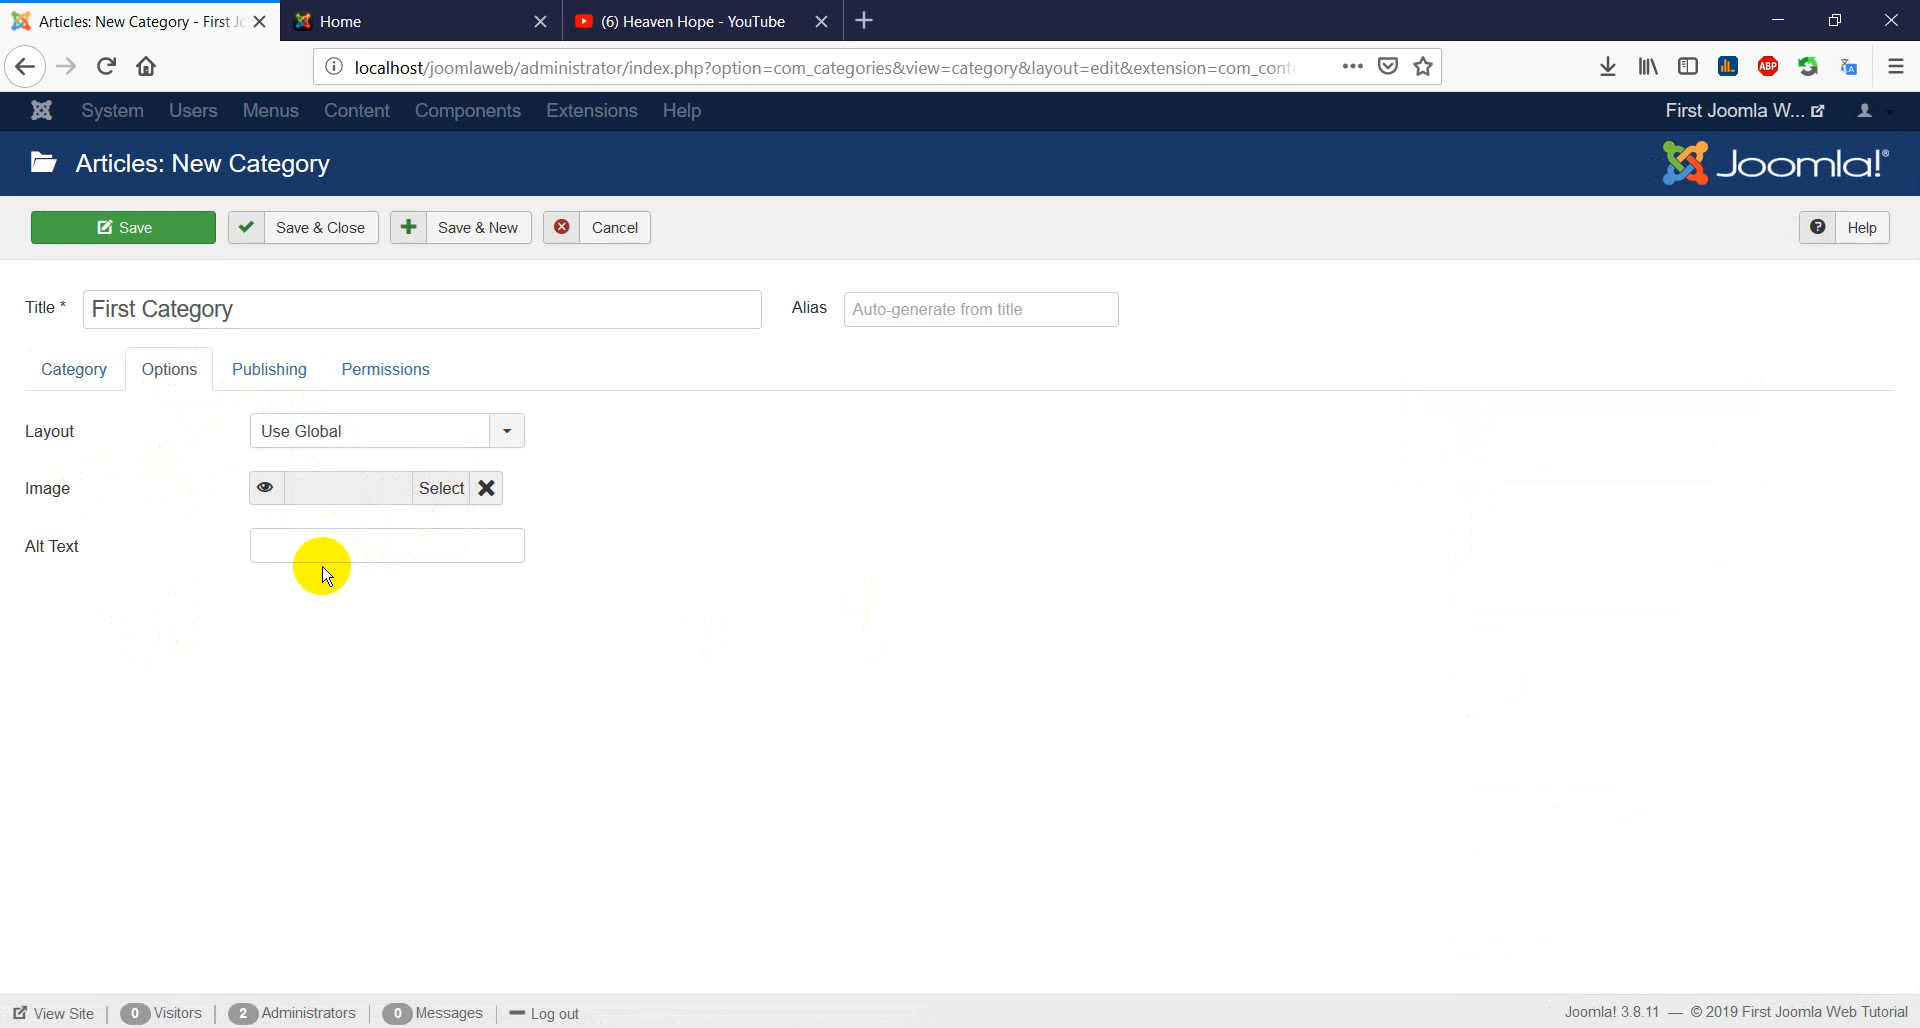 Articles: New Category - First Jo
Home
(6) Heaven Hope - YouTube
localhost/joomlaweb/administrator/index.php?option=com_categories&view=category&layout=edit&extension=com_cont
ABP
System Users Menus Content Components Extensions Help
First Joomla W...
Articles: New Category
Joomla!®
Save
Save & Close
Save & New
Cancel
Help
Title * First Category
Alias Auto-generate from title
Category Options Publishing Permissions
Layout Use Global
Image Select
Alt Text
View Site 0 Visitors 2 Administrators 0 Messages Log out
Joomla! 3.8.11 — © 2019 First Joomla Web Tutorial